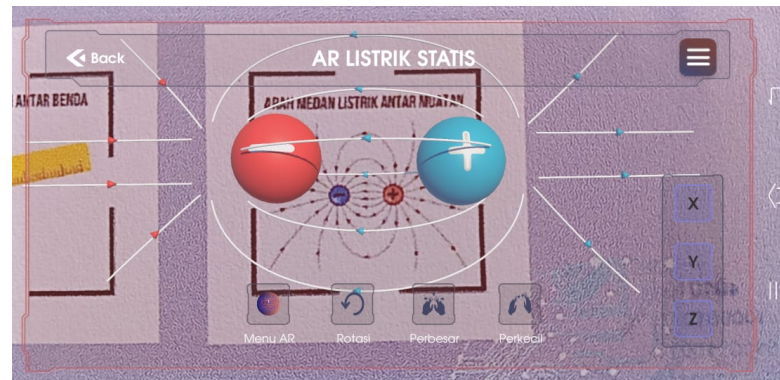 Back
AR LISTRIK STATIS
ANTAR BENDA
ARAH MEDAN LISTRIK ANTAR MUATAN
−
+
−
+
X
Y
Z
Menu AR
Rotasi
Perbesar
Perkecil